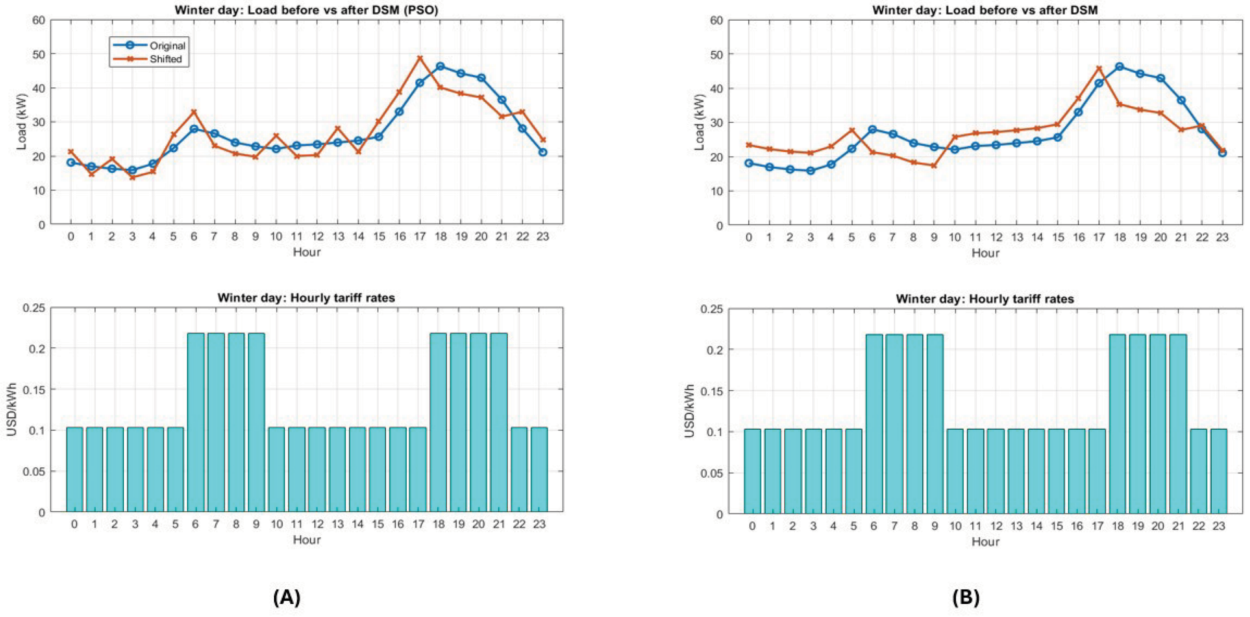 Winter day: Load before vs after DSM (PSO)
60
50
40
30
20
10
0
Load (kW)
Original
Shifted
0 1 2 3 4 5 6 7 8 9 10 11 12 13 14 15 16 17 18 19 20 21 22 23
Hour
Winter day: Hourly tariff rates
0.25
0.2
0.15
0.1
0.05
0
USD/kWh
0 1 2 3 4 5 6 7 8 9 10 11 12 13 14 15 16 17 18 19 20 21 22 23
Hour
(A)
Winter day: Load before vs after DSM
60
50
40
30
20
10
0
Load (kW)
0 1 2 3 4 5 6 7 8 9 10 11 12 13 14 15 16 17 18 19 20 21 22 23
Hour
Winter day: Hourly tariff rates
0.25
0.2
0.15
0.1
0.05
0
USD/kWh
0 1 2 3 4 5 6 7 8 9 10 11 12 13 14 15 16 17 18 19 20 21 22 23
Hour
(B)